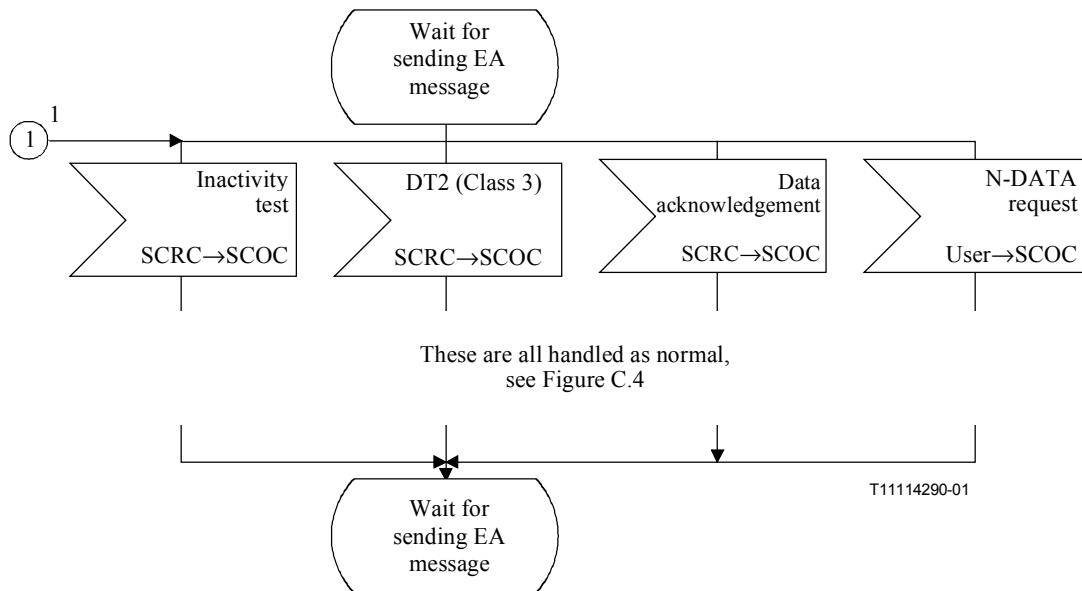 Wait for
sending EA
message
1
1
Inactivity
test
SCRC→SCOC
DT2 (Class 3)
SCRC→SCOC
Data
acknowledgement
SCRC→SCOC
N-DATA
request
User→SCOC
These are all handled as normal,
see Figure C.4
T11114290-01
Wait for
sending EA
message